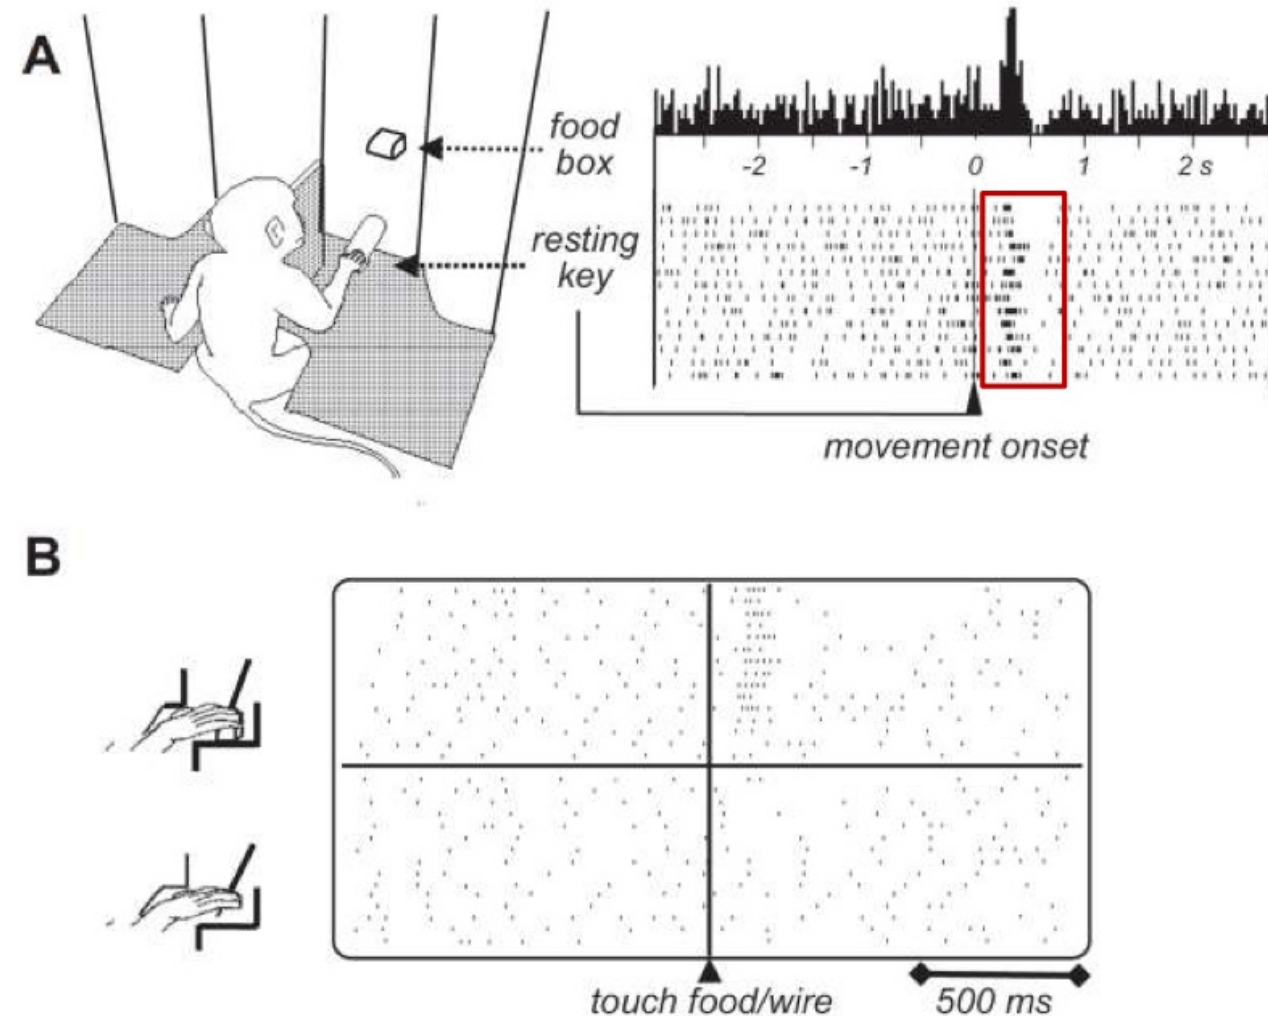 A
food
box
resting
key
-2 -1 0 1 2 s
movement onset
B
touch food/wire
500 ms